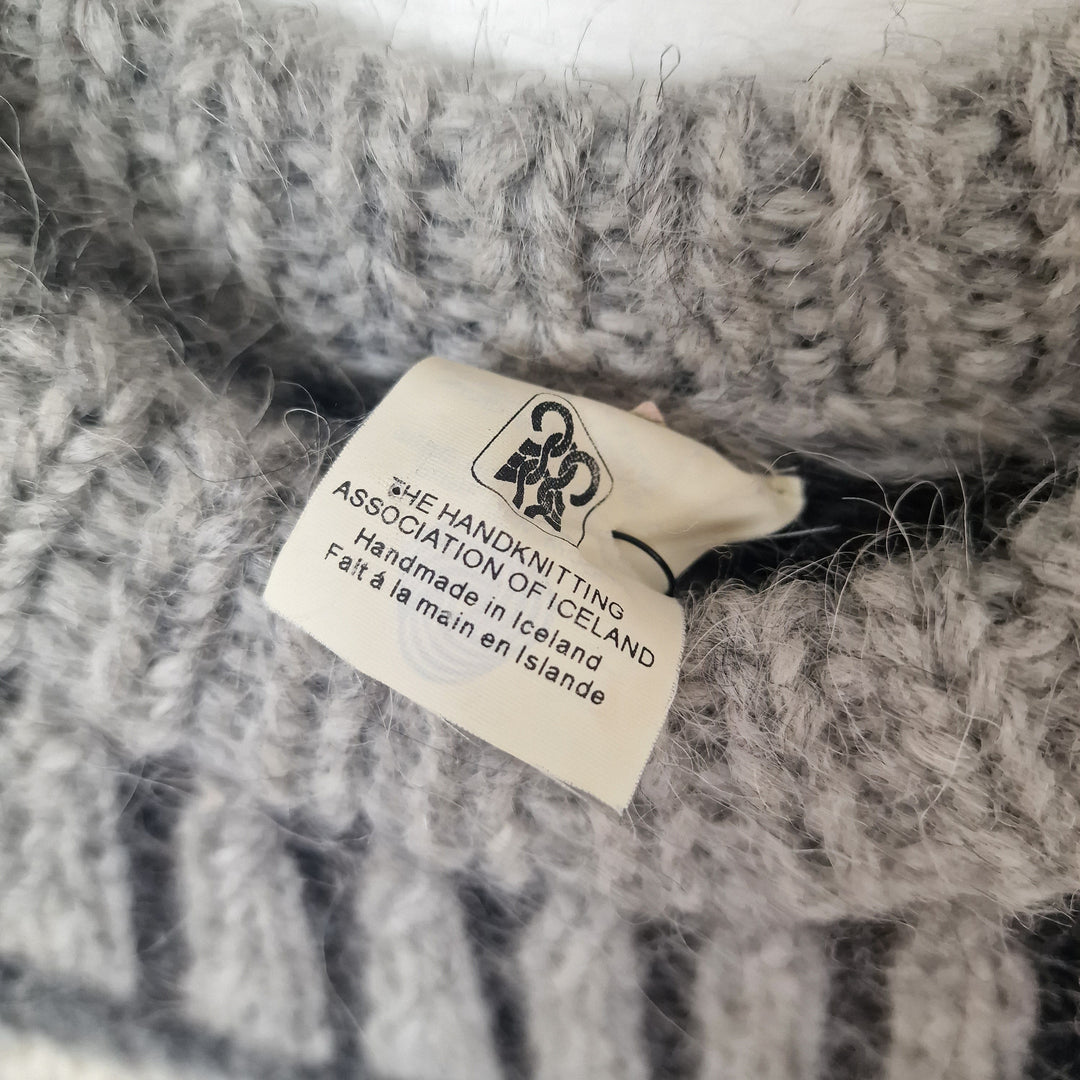 THE HANDKNITTING
ASSOCIATION OF ICELAND
Handmade in Iceland
Fait á la main en Islande